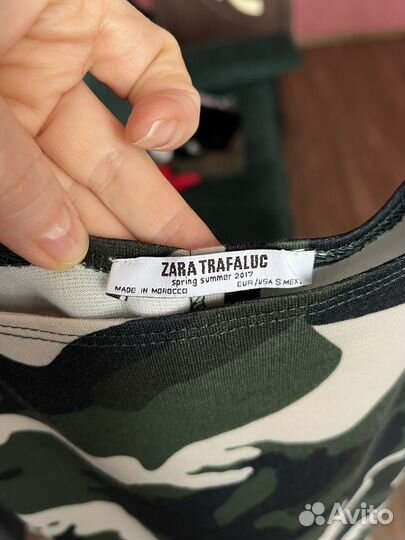 ZARA TRAFALUC
spring summer 2017
MADE IN MOROCCO EUR/USA S MEX
Avito